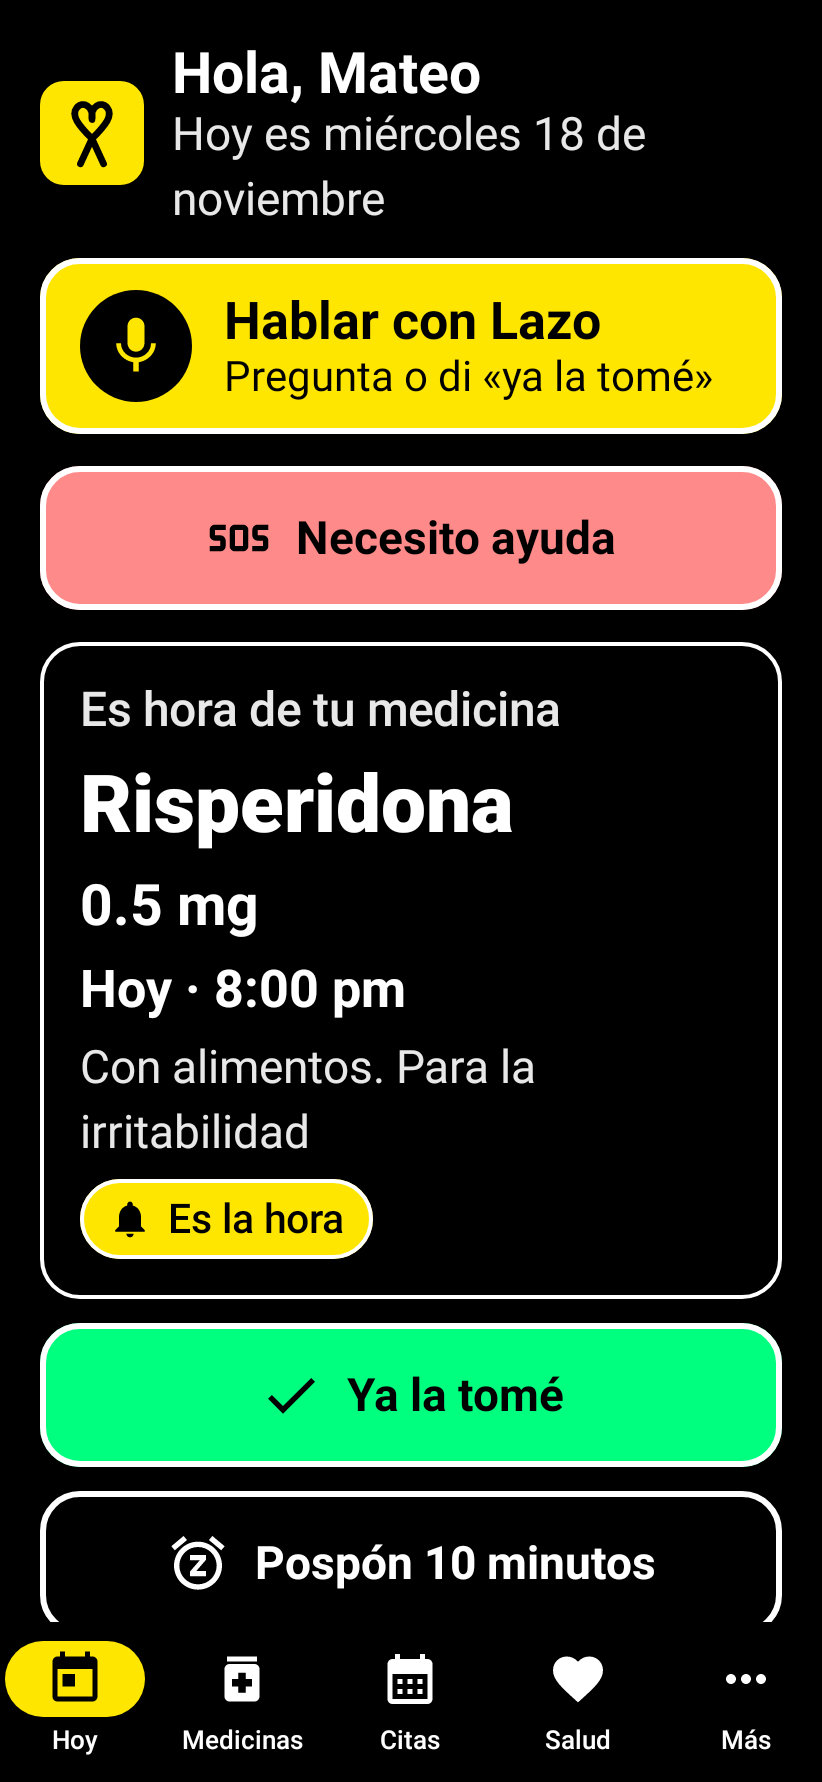 Hola, Mateo
Hoy es miércoles 18 de
noviembre
Hablar con Lazo
Pregunta o di «ya la tomé»
SOS Necesito ayuda
Es hora de tu medicina
Risperidona
0.5 mg
Hoy · 8:00 pm
Con alimentos. Para la
irritabilidad
Es la hora
Ya la tomé
Pospón 10 minutos
Hoy Medicinas Citas Salud Más